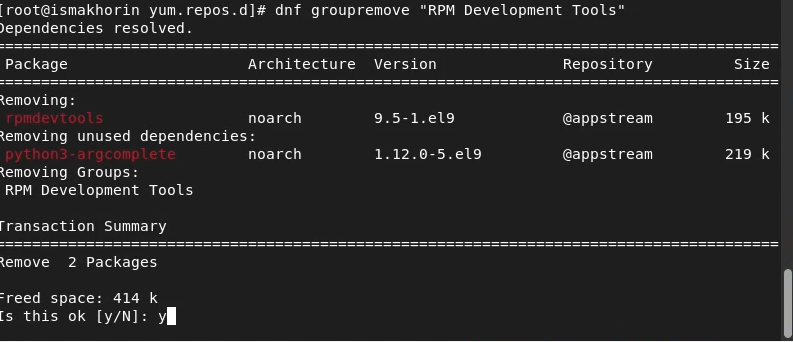 [root@ismakhorin yum.repos.d]# dnf groupremove "RPM Development Tools"
Dependencies resolved.
================================================================================
Package Architecture Version Repository Size
================================================================================
Removing:
rpmdevtools noarch 9.5-1.el9 @appstream 195 k
Removing unused dependencies:
python3-argcomplete noarch 1.12.0-5.el9 @appstream 219 k
Removing Groups:
RPM Development Tools
Transaction Summary
================================================================================
Remove  2 Packages
Freed space: 414 k
Is this ok [y/N]: y